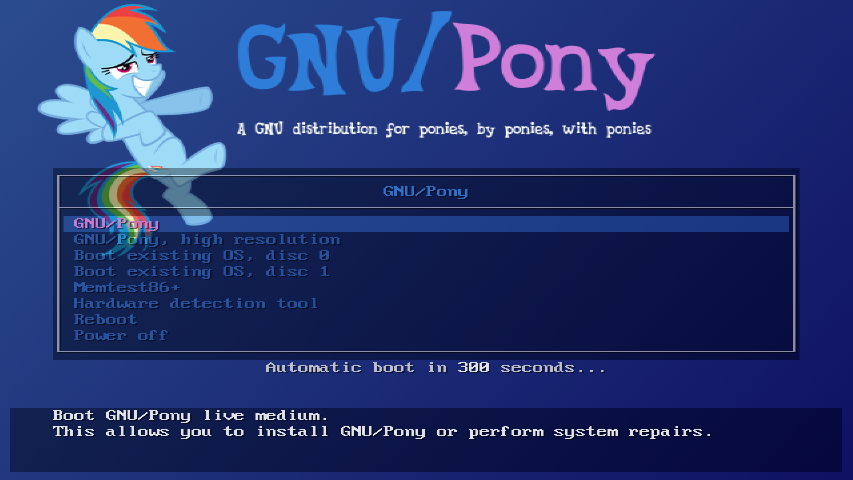 GNU/Pony
A GNU distribution for ponies, by ponies, with ponies
GNU/Pony
GNU/Pony
GNU/Pony, high resolution
Boot existing OS, disc 0
Boot existing OS, disc 1
Memtest86+
Hardware detection tool
Reboot
Power off
Automatic boot in 300 seconds...
Boot GNU/Pony live medium.
This allows you to install GNU/Pony or perform system repairs.